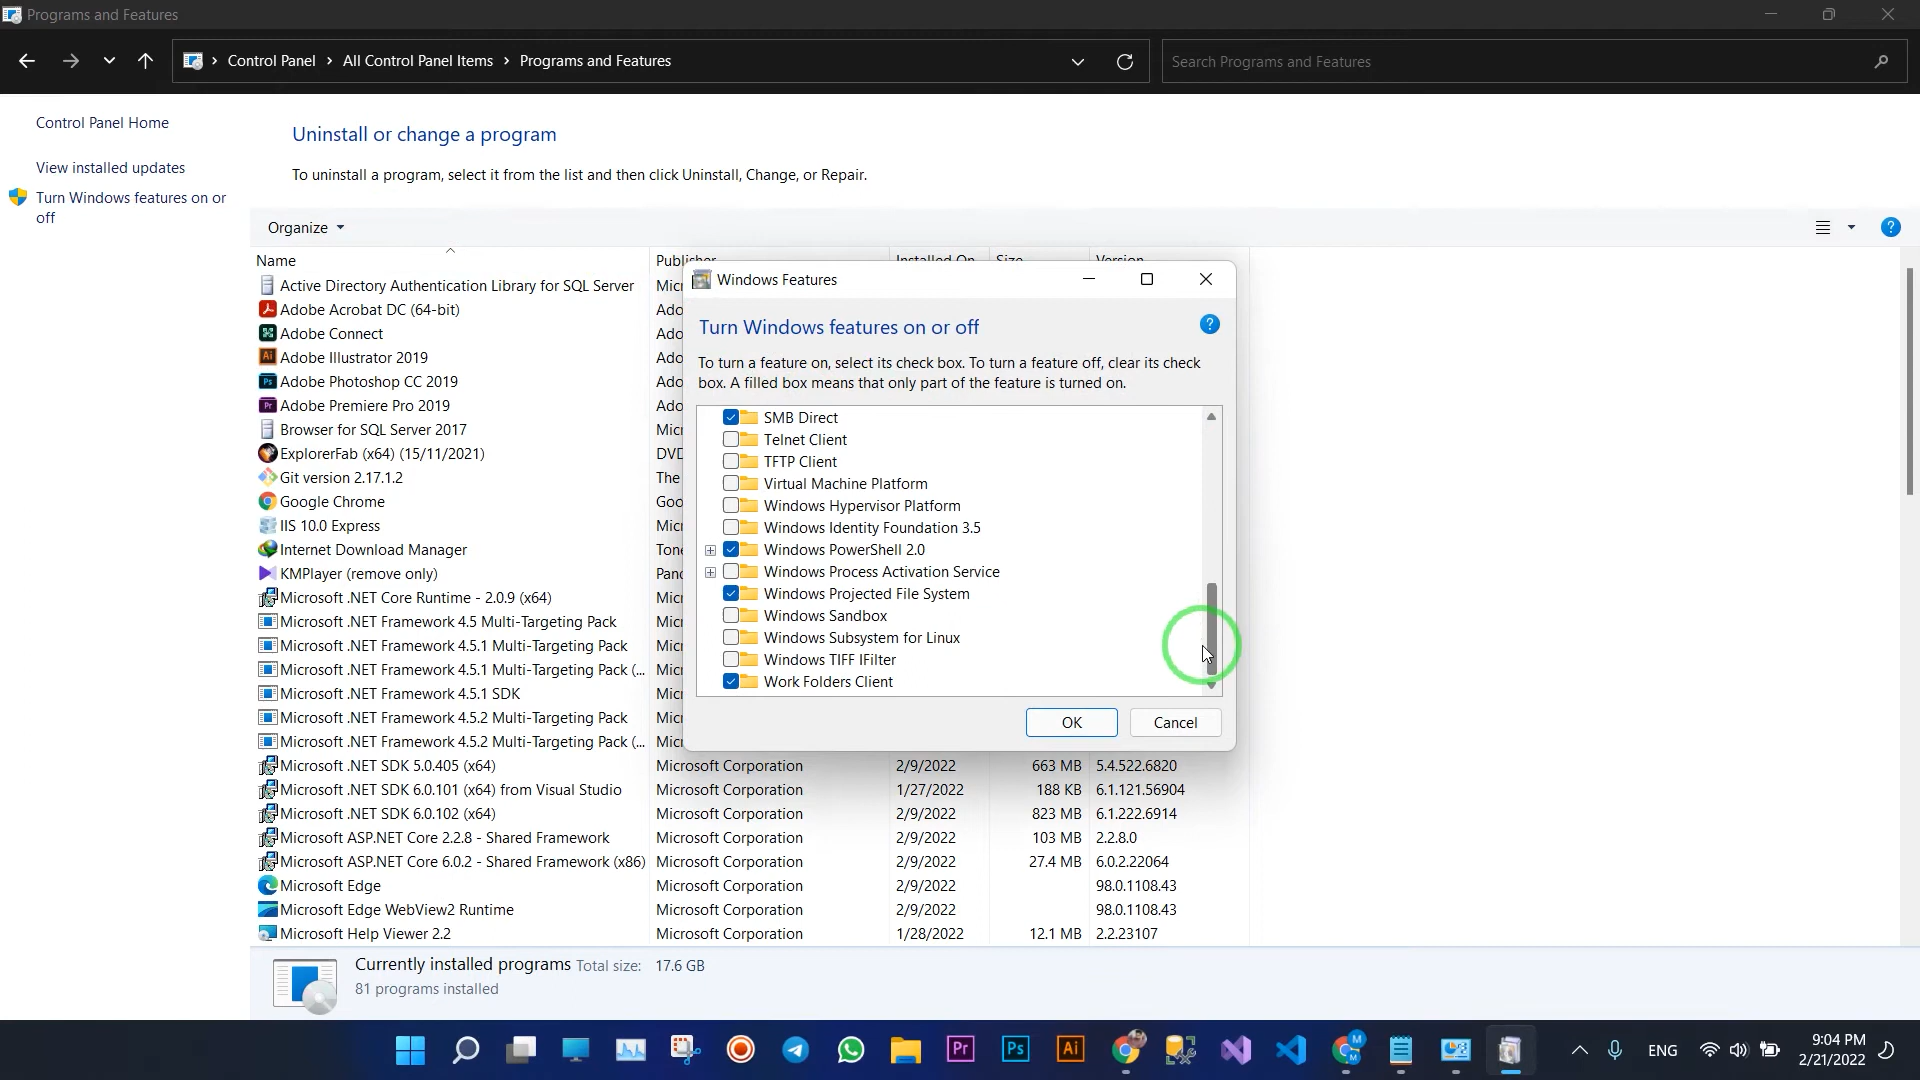 Programs and Features
Control Panel
All Control Panel Items
Programs and Features
Search Programs and Features
Control Panel Home
View installed updates
Turn Windows features on or
off
Uninstall or change a program
To uninstall a program, select it from the list and then click Uninstall, Change, or Repair.
Organize
Name
Active Directory Authentication Library for SQL Server
Adobe Acrobat DC (64-bit)
Adobe Connect
Adobe Illustrator 2019
Adobe Photoshop CC 2019
Adobe Premiere Pro 2019
Browser for SQL Server 2017
ExplorerFab (x64) (15/11/2021)
Git version 2.17.1.2
Google Chrome
IIS 10.0 Express
Internet Download Manager
KMPlayer (remove only)
Microsoft .NET Core Runtime - 2.0.9 (x64)
Microsoft .NET Framework 4.5 Multi-Targeting Pack
Microsoft .NET Framework 4.5.1 Multi-Targeting Pack
Microsoft .NET Framework 4.5.1 Multi-Targeting Pack (...
Microsoft .NET Framework 4.5.1 SDK
Microsoft .NET Framework 4.5.2 Multi-Targeting Pack
Microsoft .NET Framework 4.5.2 Multi-Targeting Pack (...
Windows Features
Turn Windows features on or off
To turn a feature on, select its check box. To turn a feature off, clear its check
box. A filled box means that only part of the feature is turned on.
SMB Direct
Telnet Client
TFTP Client
Virtual Machine Platform
Windows Hypervisor Platform
Windows Identity Foundation 3.5
Windows PowerShell 2.0
Windows Process Activation Service
Windows Projected File System
Windows Sandbox
Windows Subsystem for Linux
Windows TIFF IFilter
Work Folders Client
OK
Cancel
Microsoft .NET SDK 5.0.405 (x64) Microsoft Corporation 2/9/2022 663 MB 5.4.522.6820
Microsoft .NET SDK 6.0.101 (x64) from Visual Studio Microsoft Corporation 1/27/2022 188 KB 6.1.121.56904
Microsoft .NET SDK 6.0.102 (x64) Microsoft Corporation 2/9/2022 823 MB 6.1.222.6914
Microsoft ASP.NET Core 2.2.8 - Shared Framework Microsoft Corporation 2/9/2022 103 MB 2.2.8.0
Microsoft ASP.NET Core 6.0.2 - Shared Framework (x86) Microsoft Corporation 2/9/2022 27.4 MB 6.0.2.22064
Microsoft Edge Microsoft Corporation 2/9/2022 98.0.1108.43
Microsoft Edge WebView2 Runtime Microsoft Corporation 2/9/2022 98.0.1108.43
Microsoft Help Viewer 2.2 Microsoft Corporation 1/28/2022 12.1 MB 2.2.23107
Currently installed programs Total size: 17.6 GB
81 programs installed
ENG
9:04 PM
2/21/2022